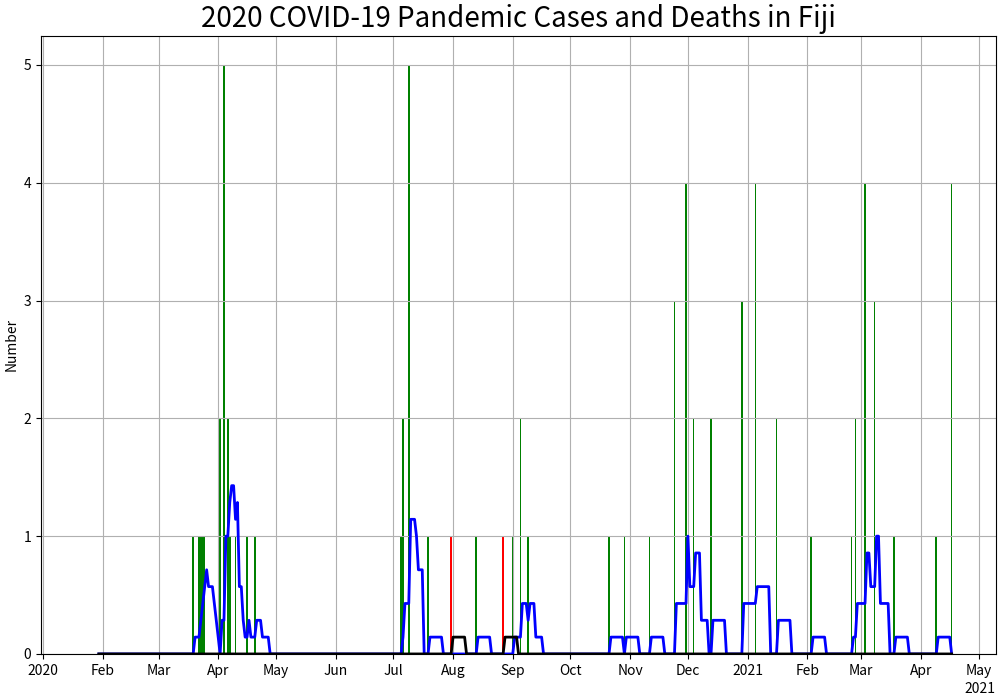 2020 COVID-19 Pandemic Cases and Deaths in Fiji
Number
5
4
3
2
1
0
2020 Feb Mar Apr May Jun Jul Aug Sep Oct Nov Dec 2021 Feb Mar Apr May
2021